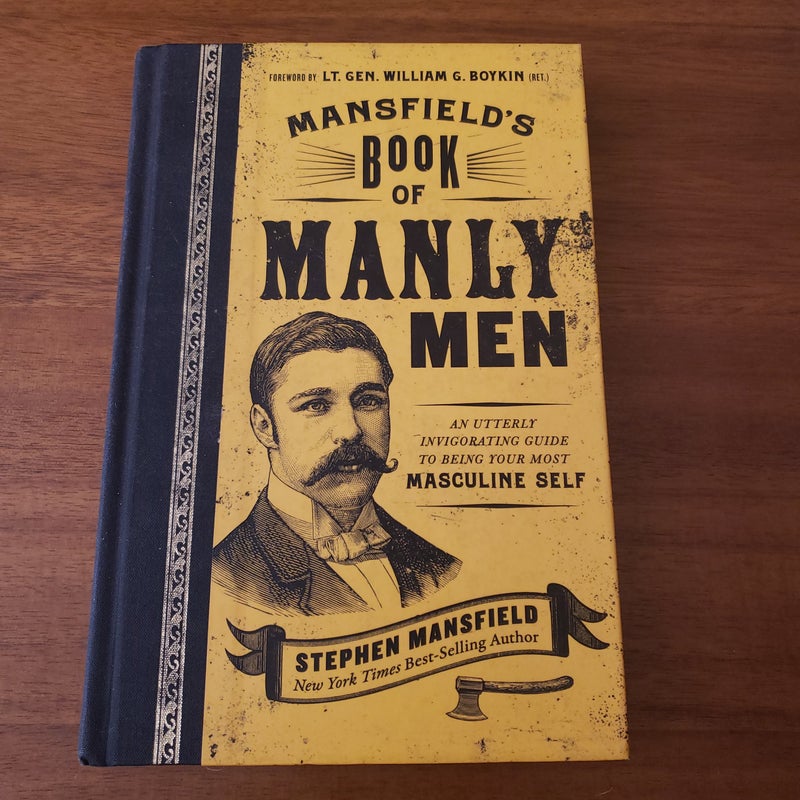 FOREWORD BY LT. GEN. WILLIAM G. BOYKIN (RET.)
MANSFIELD'S
BOOK
OF
MANLY
MEN
AN UTTERLY
INVIGORATING GUIDE
TO BEING YOUR MOST
MASCULINE SELF
STEPHEN MANSFIELD
New York Times Best-Selling Author